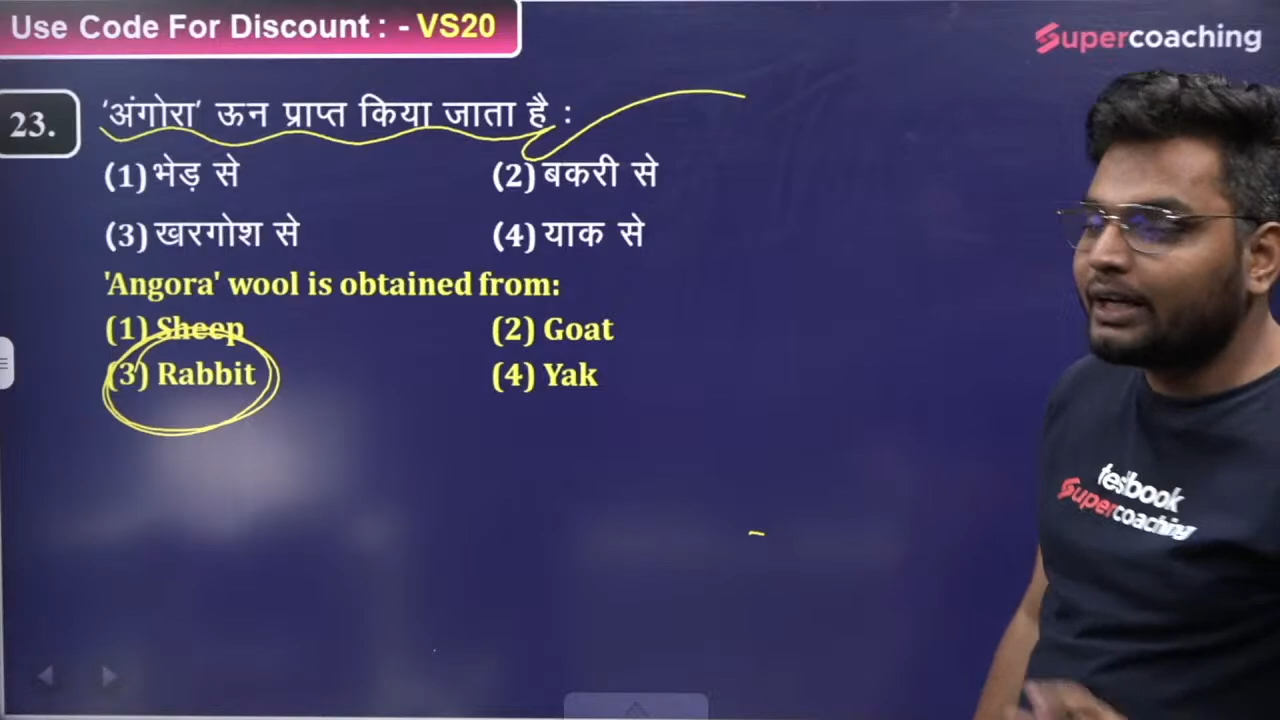 Use Code For Discount : - VS20
Supercoaching
23. 'अंगोरा' ऊन प्राप्त किया जाता है :
(1) भेड़ से (2) बकरी से
(3) खरगोश से (4) याक से
'Angora' wool is obtained from:
(1) Sheep (2) Goat
(3) Rabbit (4) Yak
testbook
Supercoaching